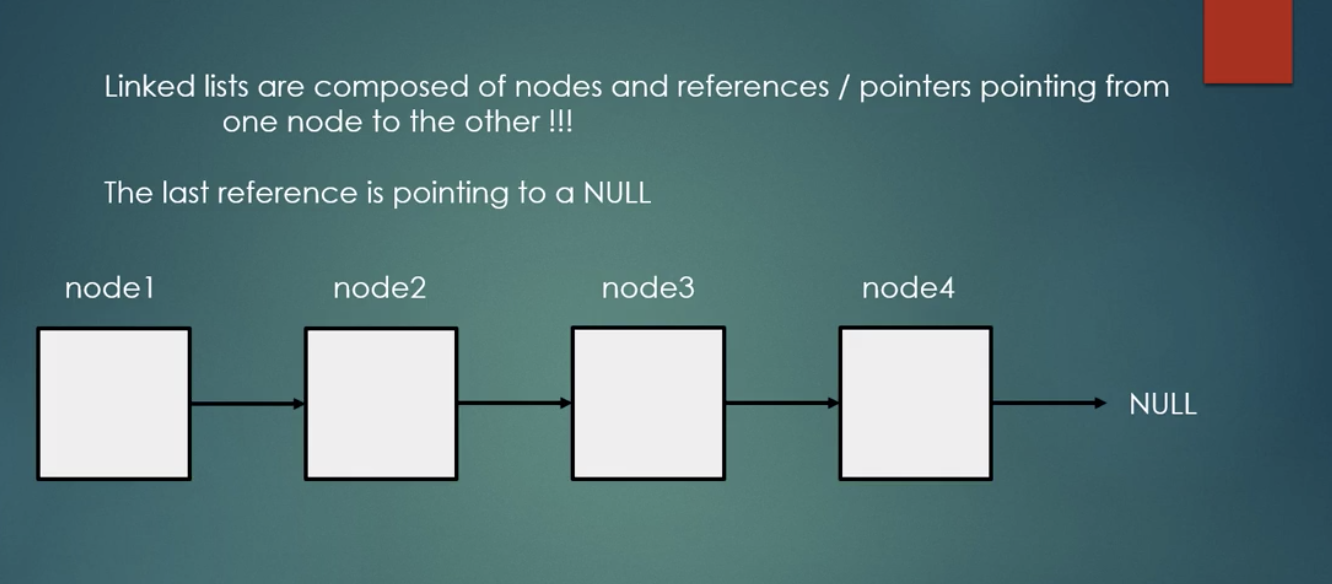 Linked lists are composed of nodes and references / pointers pointing from
one node to the other !!!
The last reference is pointing to a NULL
node1 node2 node3 node4
NULL